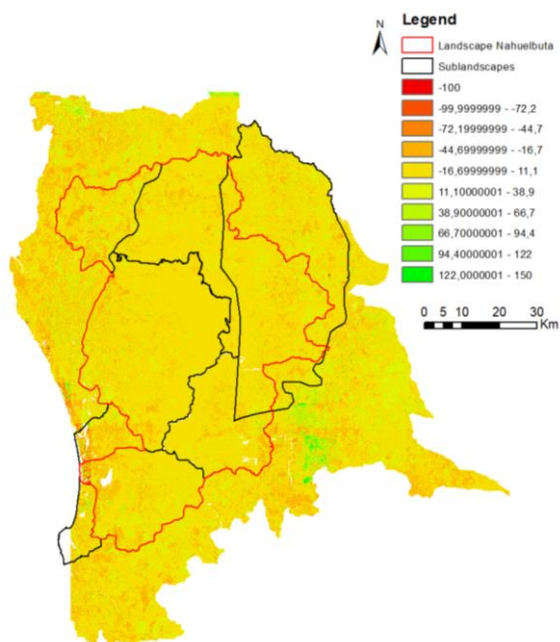 Legend
N
Landscape Nahuelbuta
Sublandscapes
-100
-99,9999999 - -72,2
-72,19999999 - -44,7
-44,69999999 - -16,7
-16,69999999 - 11,1
11,10000001 - 38,9
38,90000001 - 66,7
66,70000001 - 94,4
94,40000001 - 122
122,0000001 - 150
0 5 10 20 30
Km